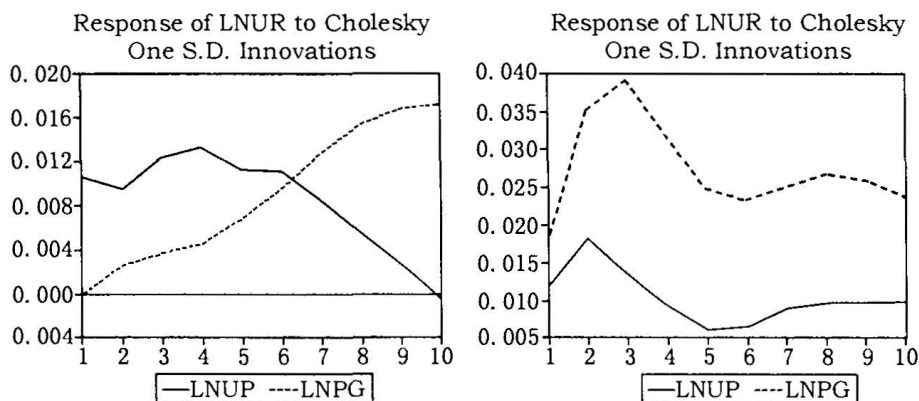 Response of LNUR to Cholesky
One S.D. Innovations
0. 020
0. 016
0. 012
0. 008
0. 004
0. 000
0. 004
1 2 3 4 5 6 7 8 9 10
LNUP LNPG
Response of LNUR to Cholesky
One S.D. Innovations
0. 040
0. 035
0. 030
0. 025
0. 020
0. 015
0. 010
0. 005
1 2 3 4 5 6 7 8 9 10
LNUP LNPG